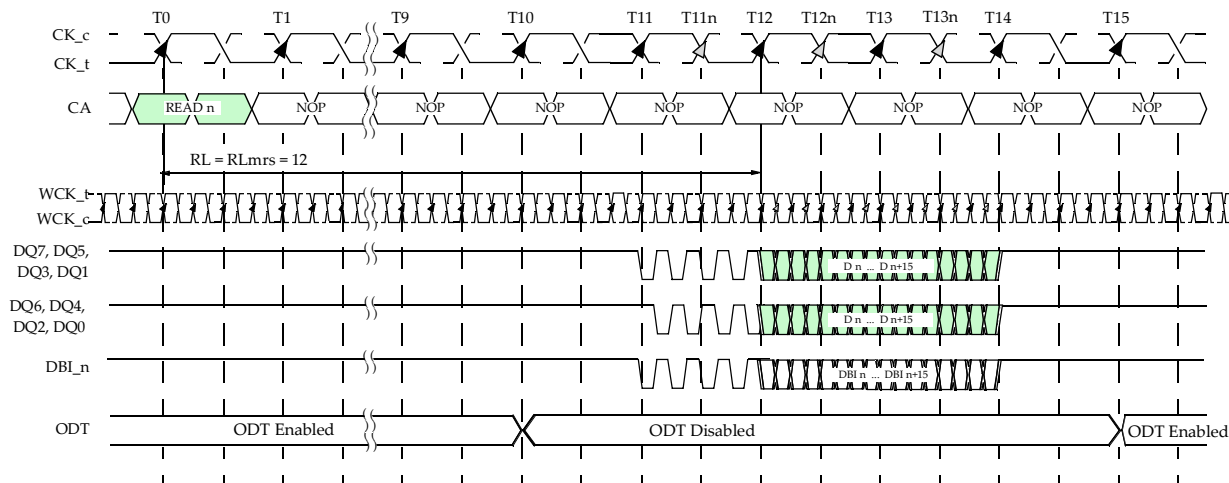 T0 T1 T9 T10 T11 T11n T12 T12n T13 T13n T14 T15
CK_c
CK_t
CA READ n NOP NOP NOP NOP NOP NOP NOP NOP
RL = RLmrs = 12
WCK_t
WCK_c
DQ7, DQ5,
DQ3, DQ1
D n ... D n+15
DQ6, DQ4,
DQ2, DQ0
D n ... D n+15
DBI_n
DBI n ... DBI n+15
ODT ODT Enabled ODT Disabled ODT Enabled